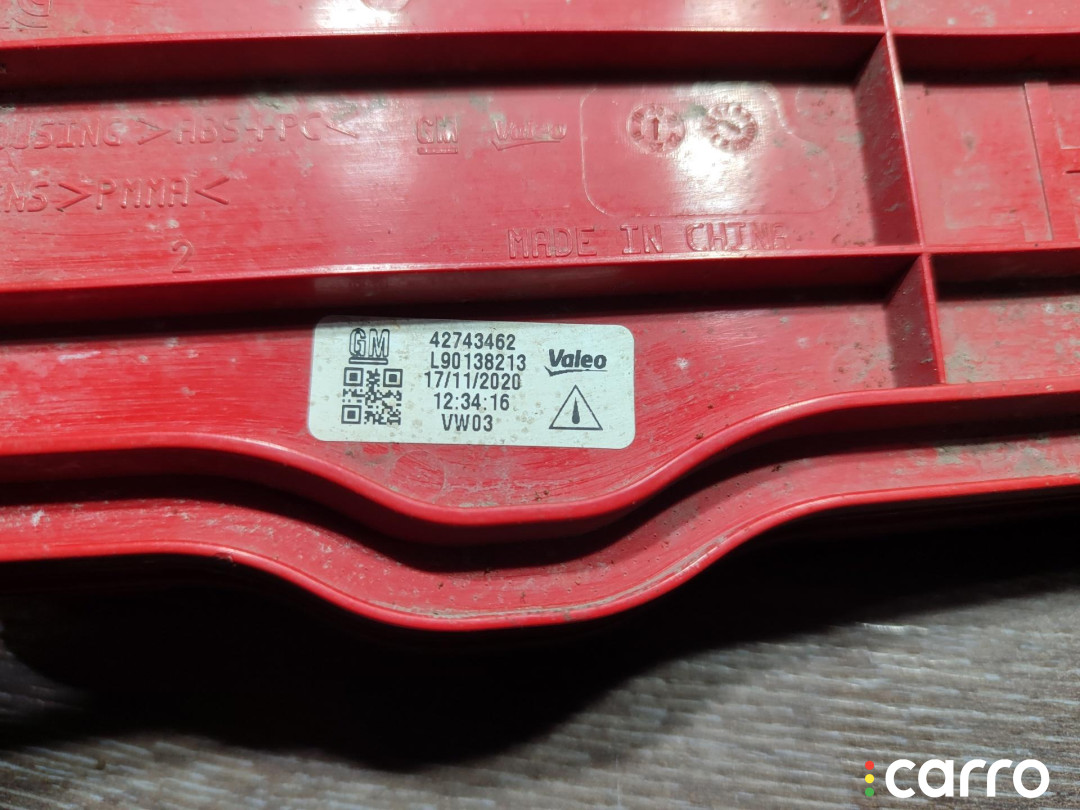 OUSING >ABS+PC< GM Valeo
NS >PMMA<
2
MADE IN CHINA
GM
42743462
L90138213
17/11/2020
12:34:16
VW03
Valeo
carro